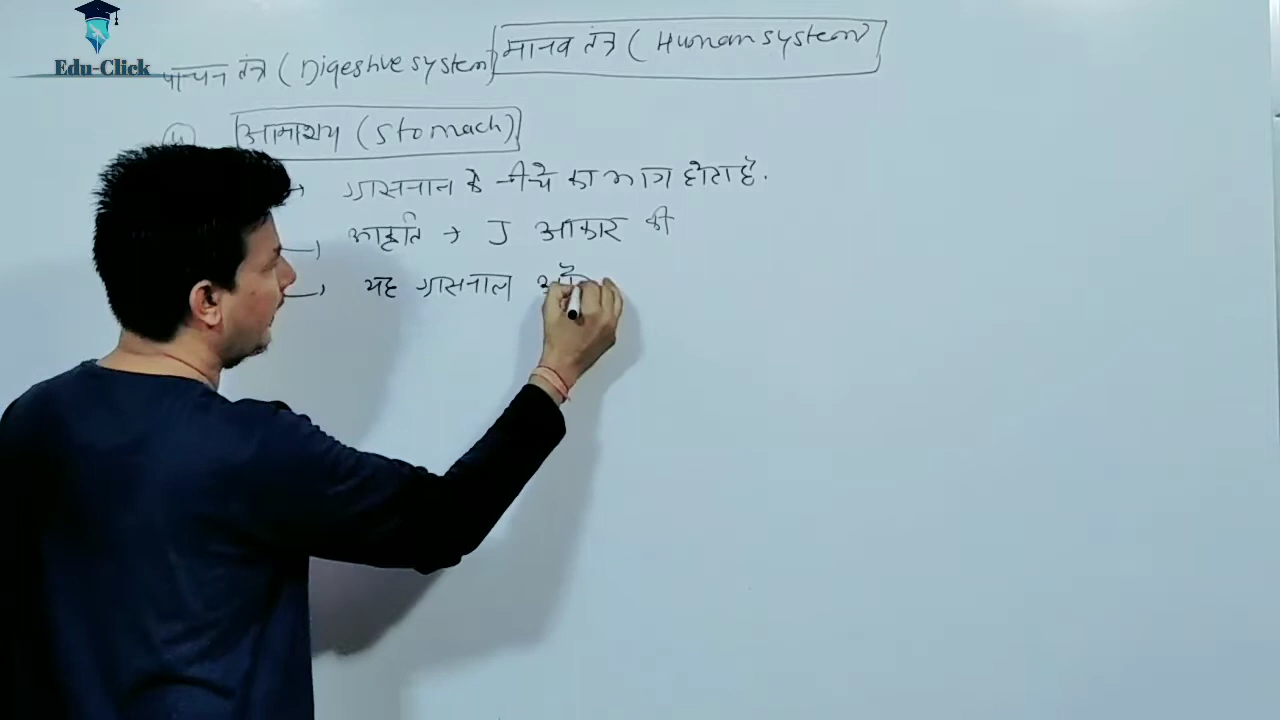 Edu-Click
मानव तंत्र (Human system)
पाचन तंत्र (Digestive system)
आमाशय (Stomach)
→ ग्रासनाल के नीचे का भाग होता है.
आकृति → J आकार की
यह ग्रासनाल